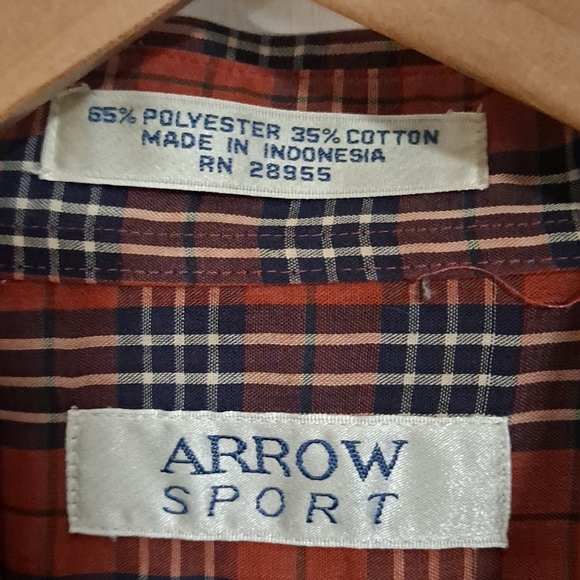 65% POLYESTER 35% COTTON
MADE IN INDONESIA
RN 28955
ARROW
SPORT